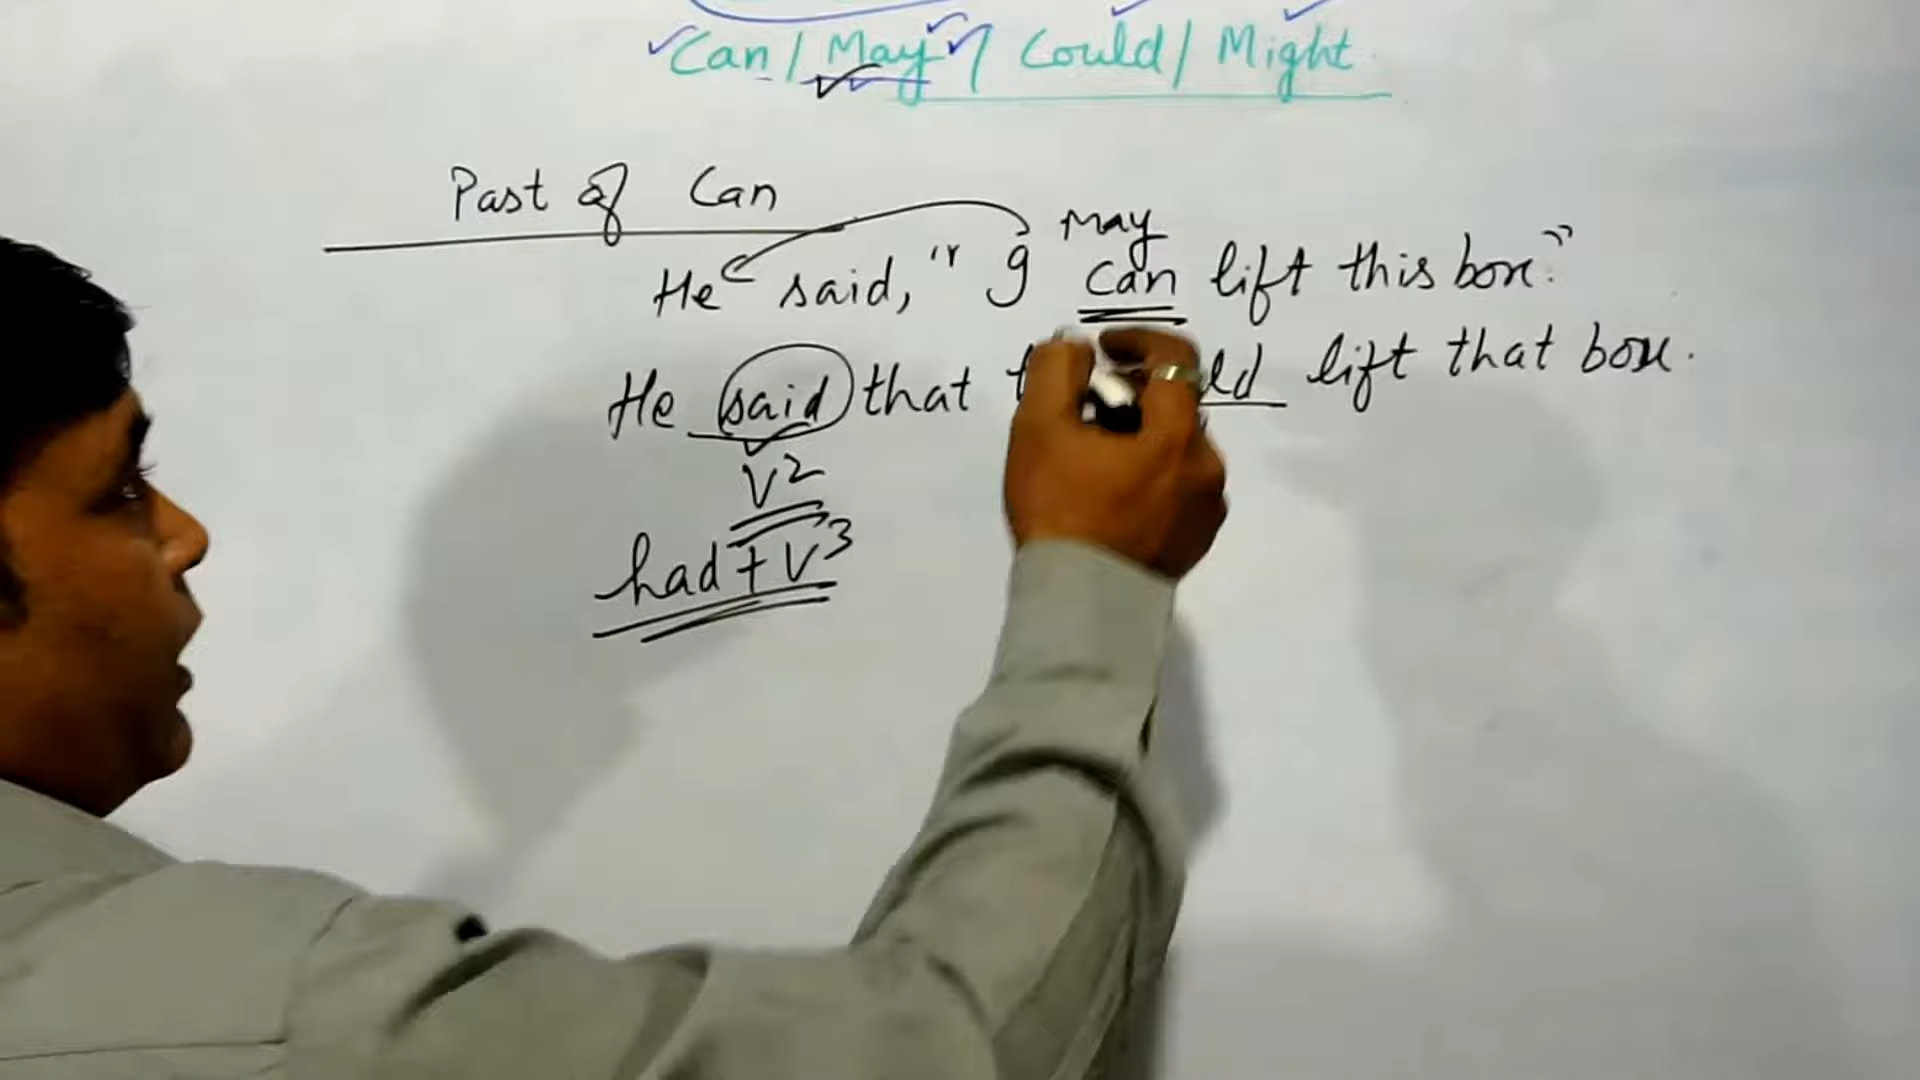 Can / May / Could / Might.
Past of Can
May
He said, " I can lift this box."
He said that lift that box.
V2
had + V3